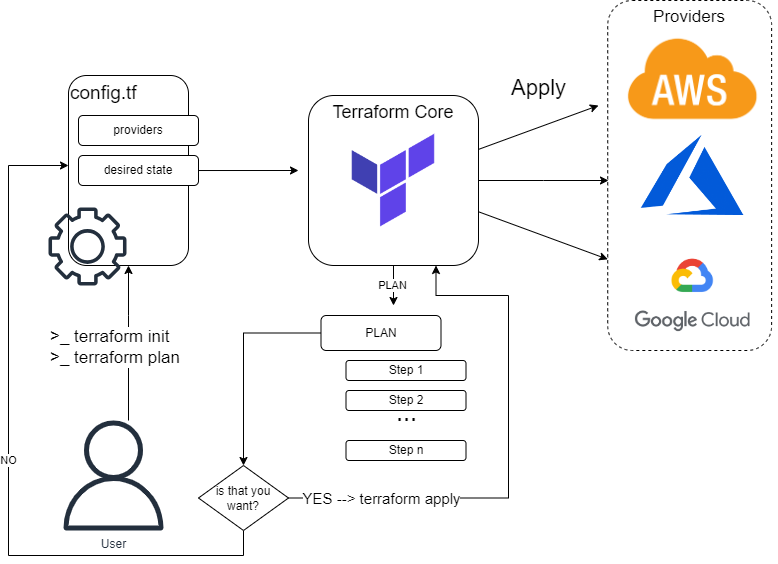 Providers
AWS
Google Cloud
Apply
config.tf
providers
desired state
Terraform Core
PLAN
PLAN
Step 1
Step 2
...
Step n
>_ terraform init
>_ terraform plan
NO
is that you
want?
YES --> terraform apply
User